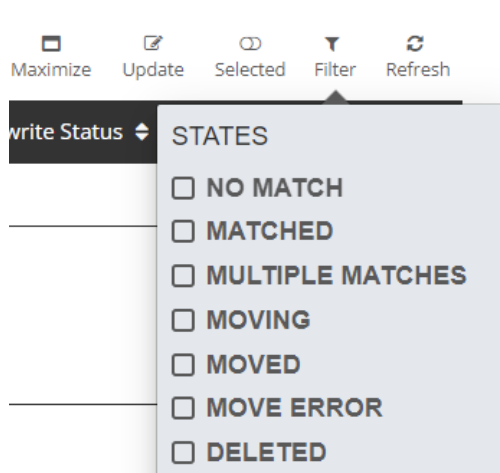 Maximize Update Selected Filter Refresh
write Status
STATES
NO MATCH
MATCHED
MULTIPLE MATCHES
MOVING
MOVED
MOVE ERROR
DELETED